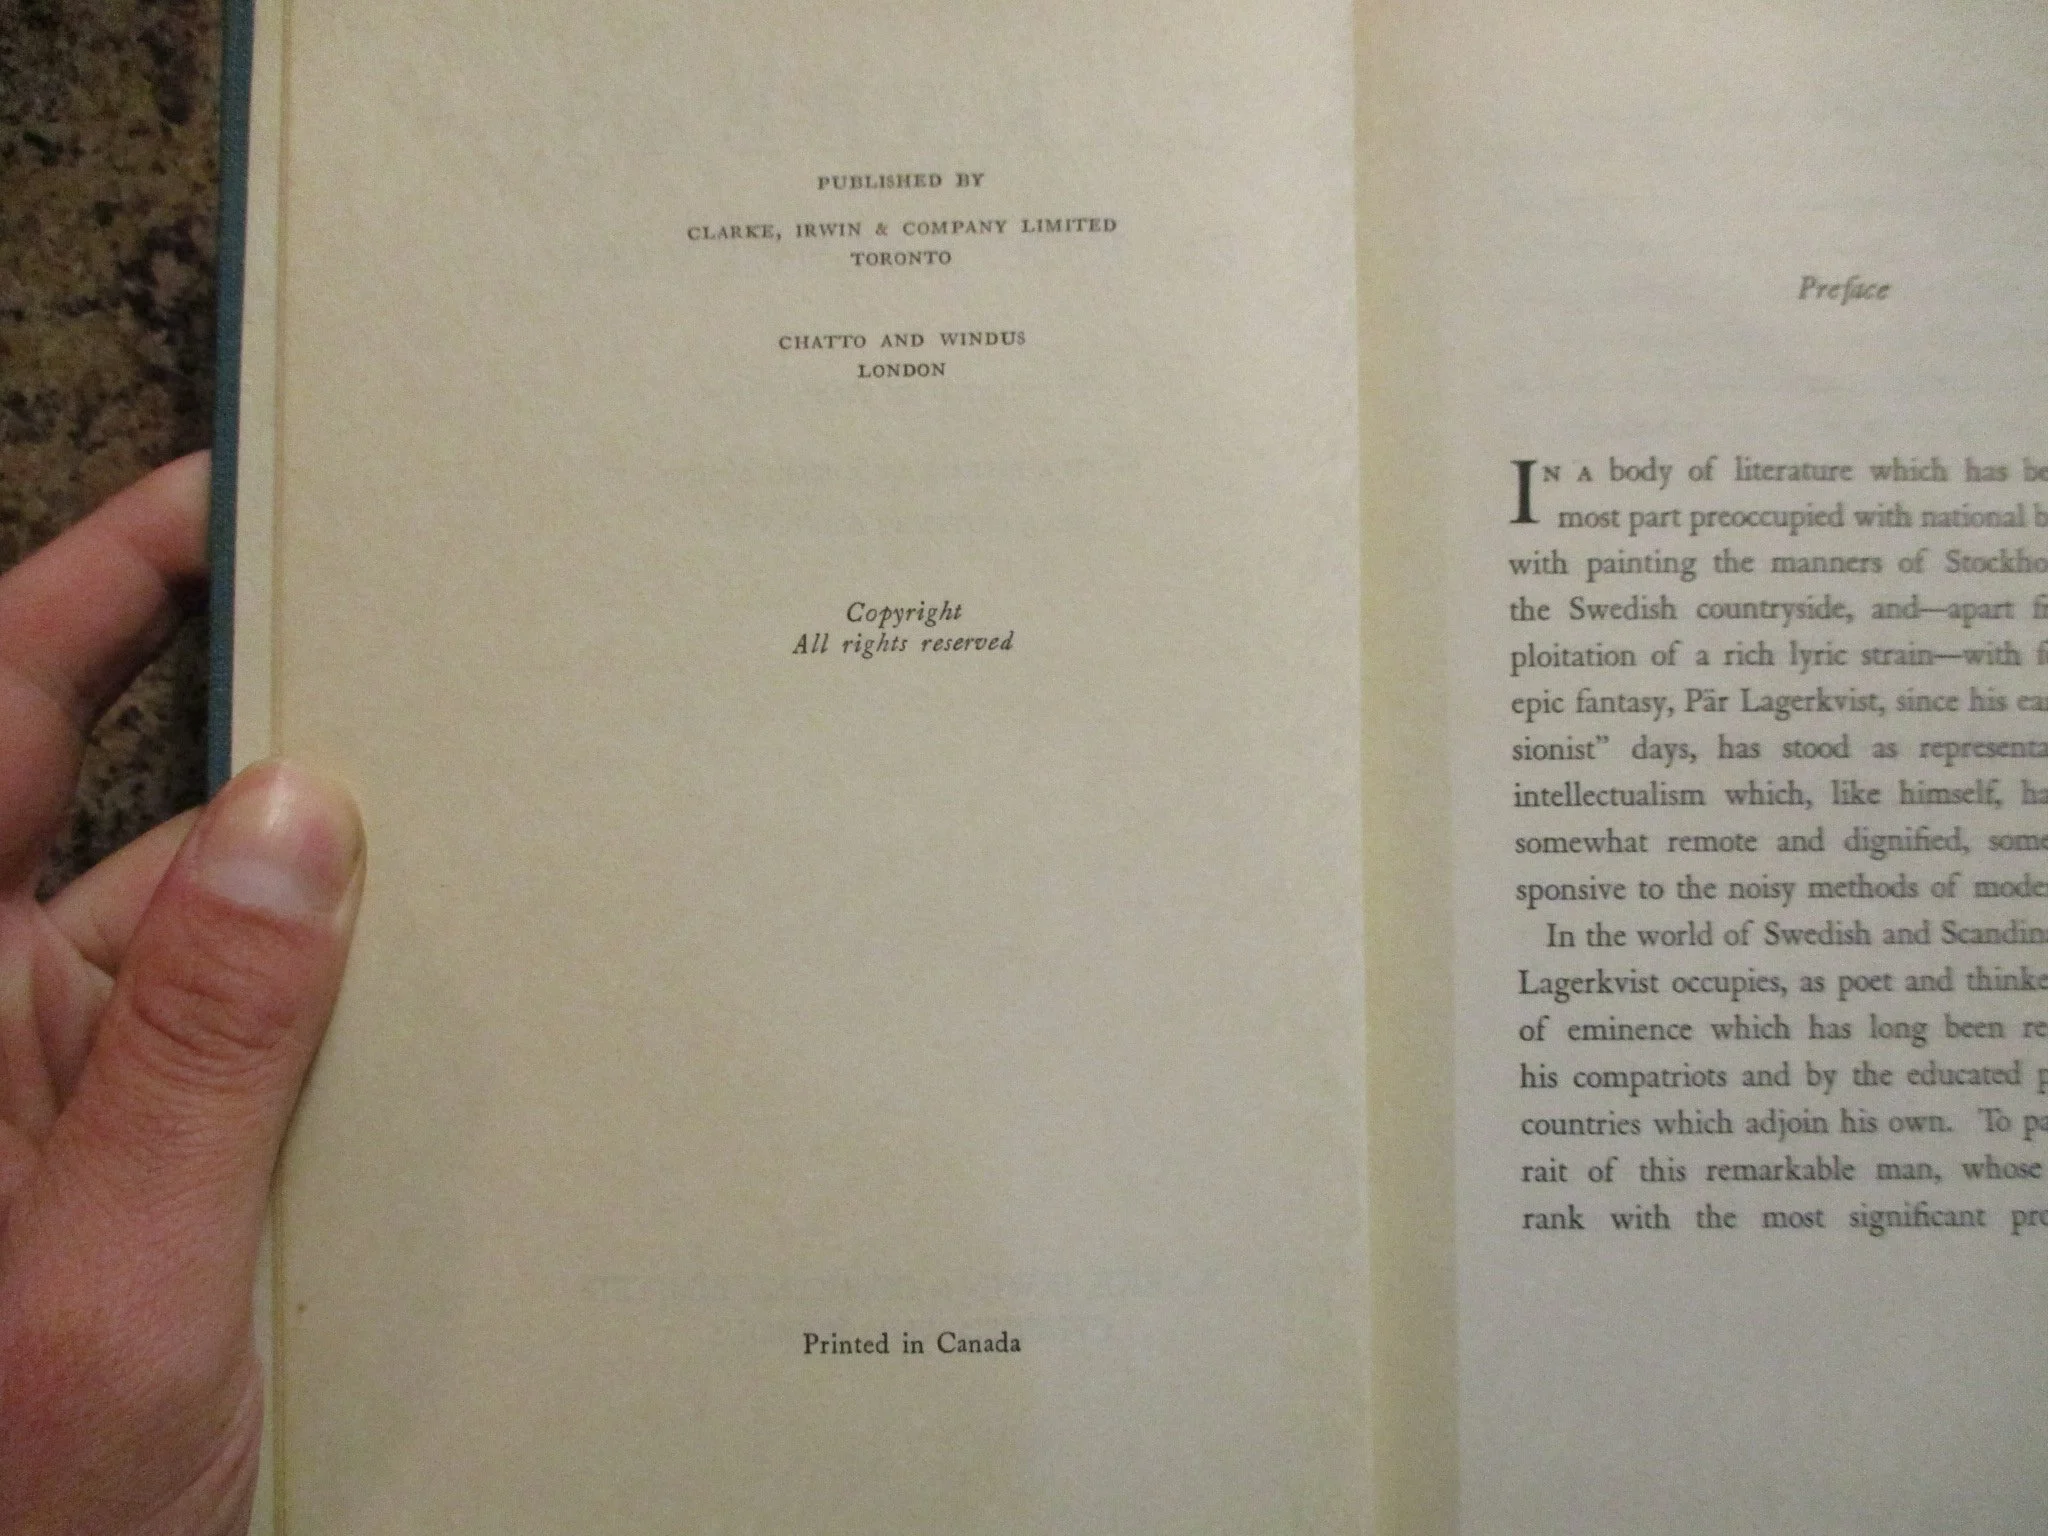 PUBLISHED BY
CLARKE, IRWIN & COMPANY LIMITED
TORONTO
CHATTO AND WINDUS
LONDON
Copyright
All rights reserved
Printed in Canada
Preface
IN A body of literature which has
most part preoccupied with national
with painting the manners of
the Swedish countryside, and—apart
ploitation of a rich lyric strain—with
epic fantasy, Pär Lagerkvist, since his
sionist” days, has stood as
intellectualism which, like himself,
somewhat remote and dignified,
sponsive to the noisy methods of
In the world of Swedish and
Lagerkvist occupies, as poet and
of eminence which has long been
his compatriots and by the educated
countries which adjoin his own. To
rait of this remarkable man, whose
rank with the most significant